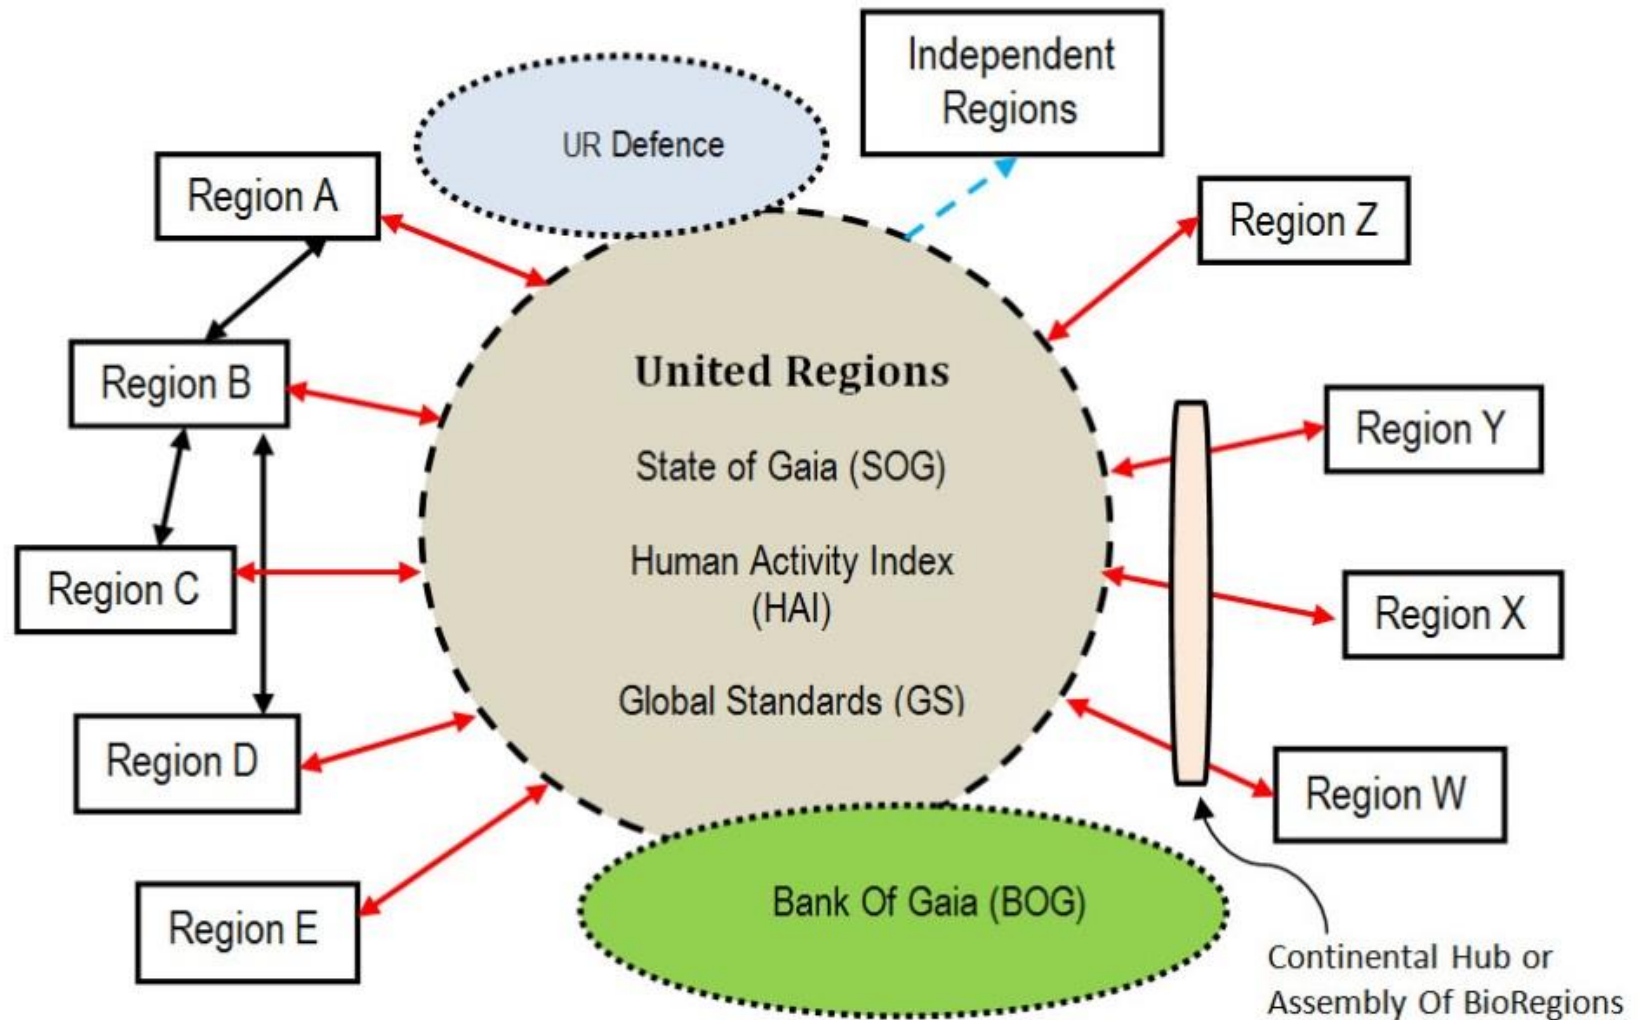 Independent
Regions
UR Defence
Region A
Region Z
Region B
United Regions
Region Y
State of Gaia (SOG)
Human Activity Index
(HAI)
Region C
Region X
Global Standards (GS)
Region D
Region W
Bank Of Gaia (BOG)
Region E
Continental Hub or
Assembly Of BioRegions